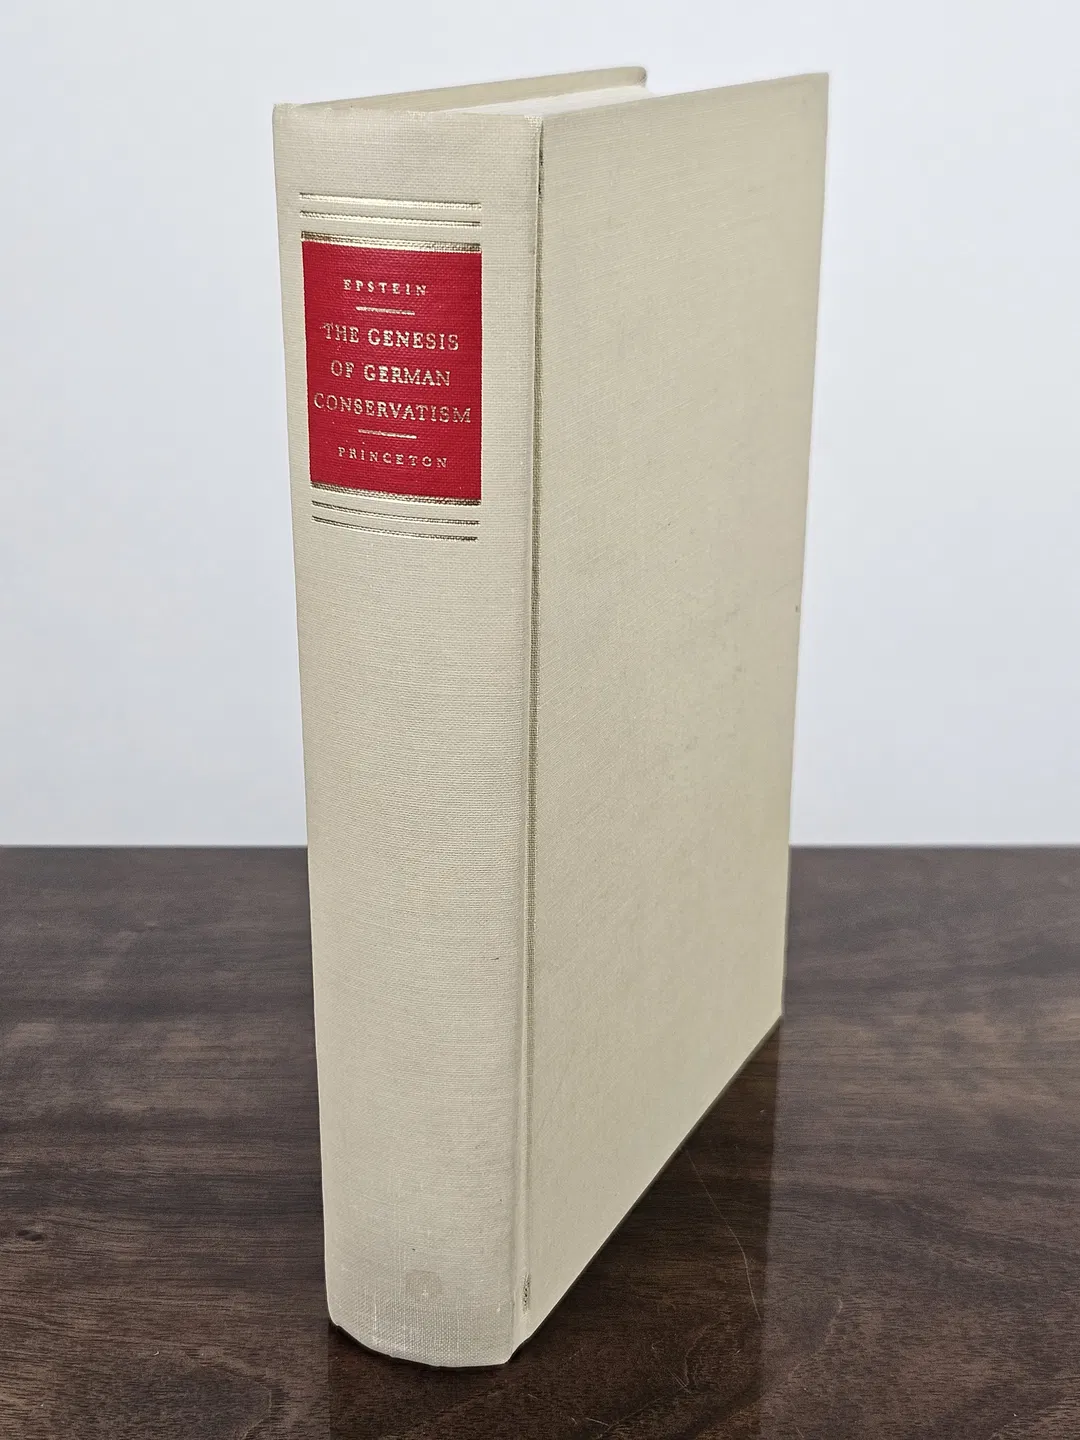 EPSTEIN
THE GENESIS
OF GERMAN
CONSERVATISM
PRINCETON